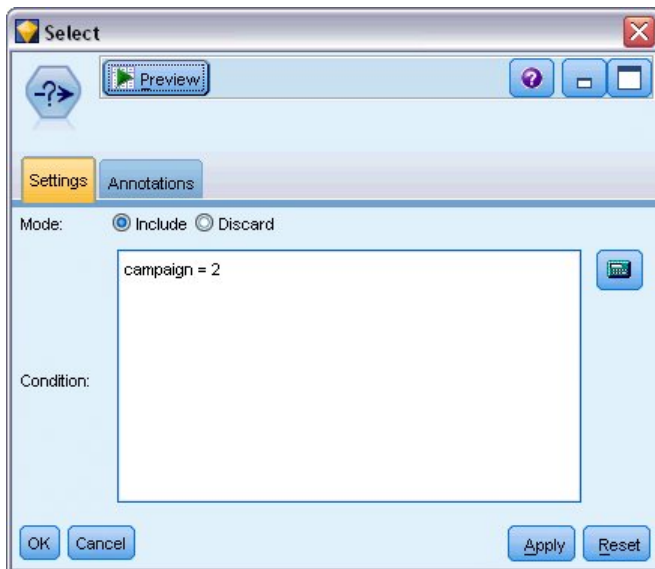 Select
Preview
Settings Annotations
Mode: Include Discard
campaign = 2
Condition:
OK Cancel Apply Reset